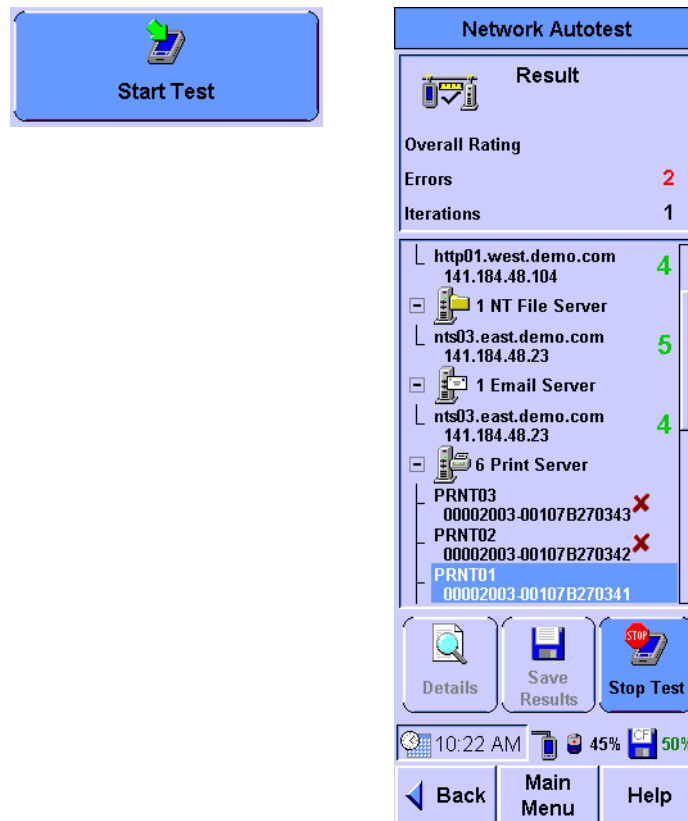 Start Test
Network Autotest
Result
Overall Rating
Errors 2
Iterations 1
http01.west.demo.com 4
141.184.48.104
1 NT File Server
nts03.east.demo.com 5
141.184.48.23
1 Email Server
nts03.east.demo.com 4
141.184.48.23
6 Print Server
PRNT03
00002003-00107B270343
PRNT02
00002003-00107B270342
PRNT01
00002003-00107B270341
Details
Save
Results
STOP
Stop Test
10:22 AM 45% CF 50%
Back
Main
Menu
Help